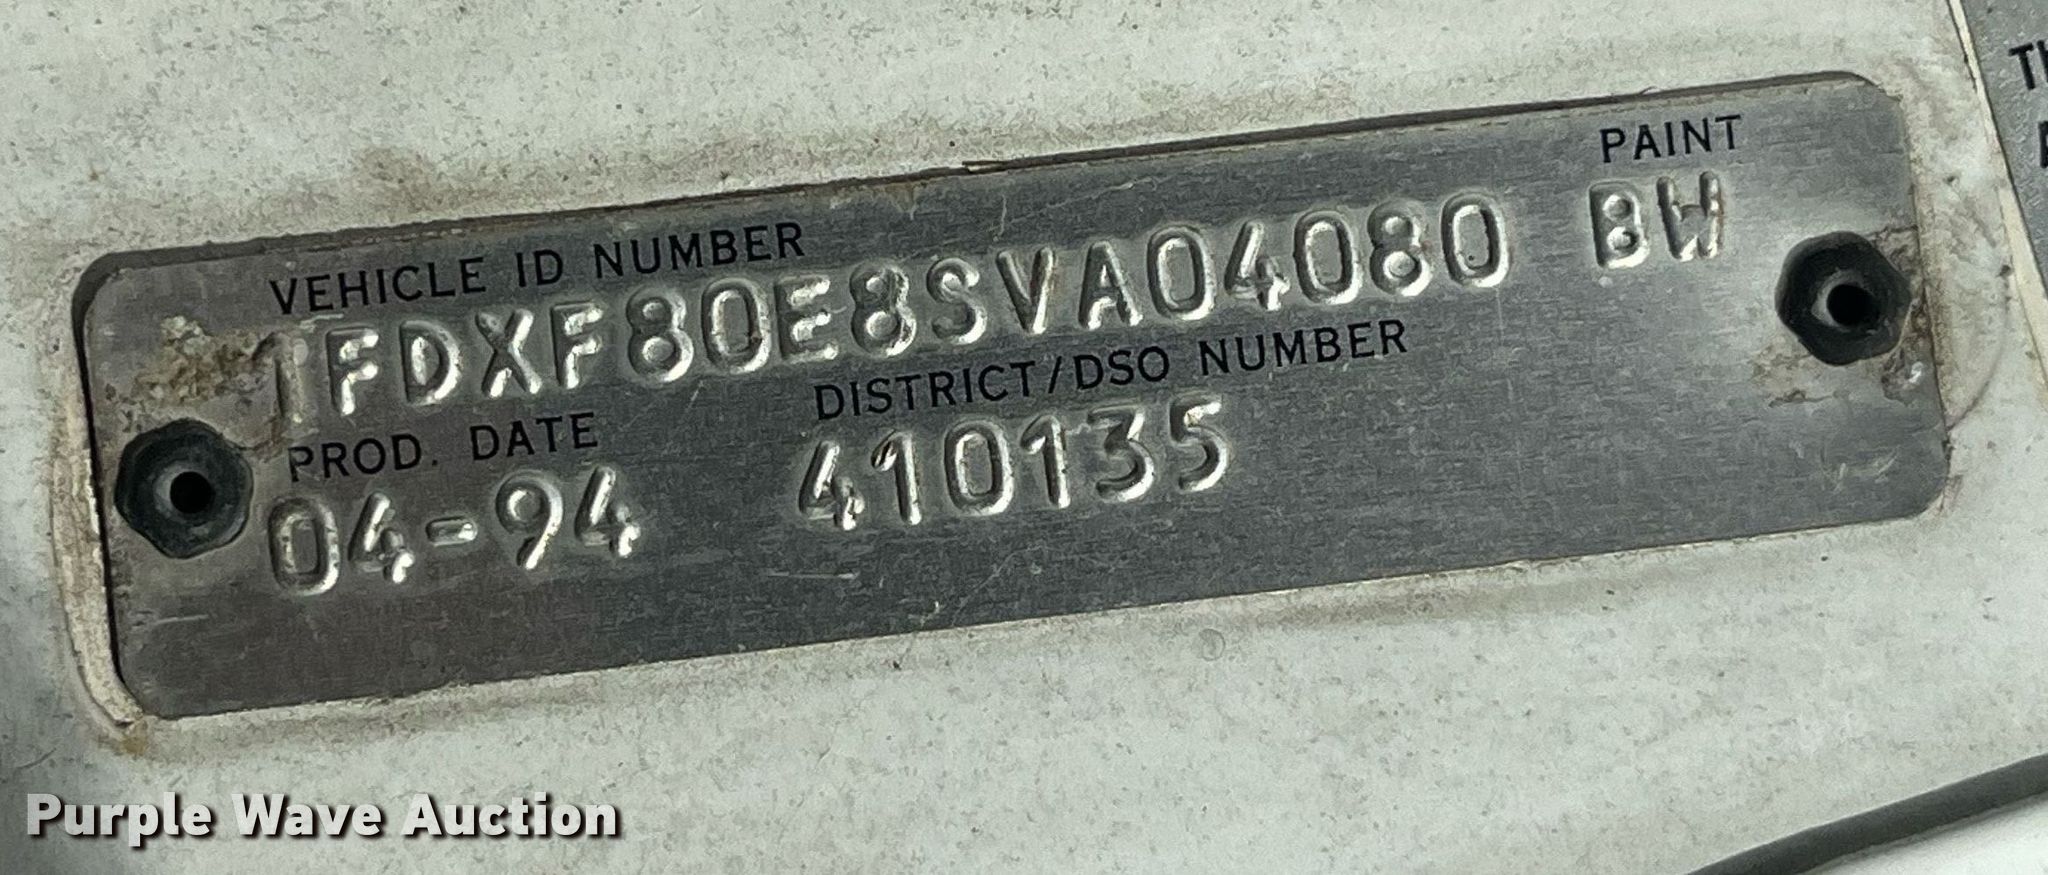 PAINT
VEHICLE ID NUMBER
1FDXF80E8SVA04080 BW
PROD. DATE DISTRICT/DSO NUMBER
04-94 410135
Purple Wave Auction